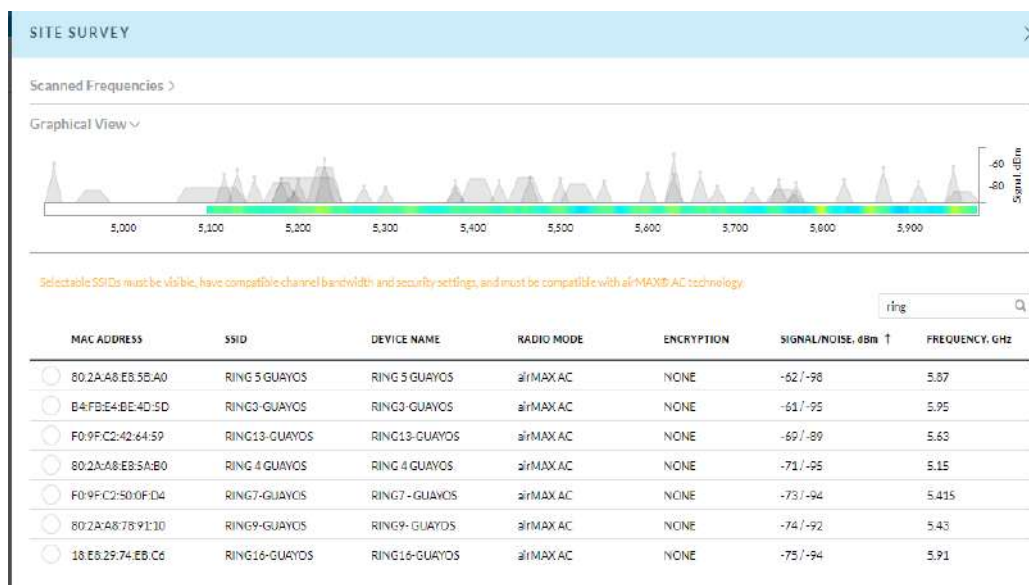 SITE SURVEY
Scanned Frequencies >
Graphical View
-60
-80
Signal, dBm
5,000 5,100 5,200 5,300 5,400 5,500 5,600 5,700 5,800 5,900
Selectable SSIDs must be visible, have compatible channel bandwidth and security settings, and must be compatible with airMAX® AC technology.
ring
MAC ADDRESS SSID DEVICE NAME RADIO MODE ENCRYPTION SIGNAL/NOISE, dBm ↑ FREQUENCY, GHz
80:2A:A8:E8:5B:A0 RING 5 GUAYOS RING 5 GUAYOS airMAX AC NONE -62 / -98 5.87
B4:FB:E4:BE:4D:5D RING3-GUAYOS RING3-GUAYOS airMAX AC NONE -61 / -95 5.95
F0:9F:C2:42:64:59 RING13-GUAYOS RING13-GUAYOS airMAX AC NONE -69 / -89 5.63
80:2A:A8:E8:5A:B0 RING 4 GUAYOS RING 4 GUAYOS airMAX AC NONE -71 / -95 5.15
F0:9F:C2:50:0F:D4 RING7-GUAYOS RING7 - GUAYOS airMAX AC NONE -73 / -94 5.415
80:2A:A8:78:91:10 RING9-GUAYOS RING9- GUAYOS airMAX AC NONE -74 / -92 5.43
18:E8:29:74:EB:C6 RING16-GUAYOS RING16-GUAYOS airMAX AC NONE -75 / -94 5.91